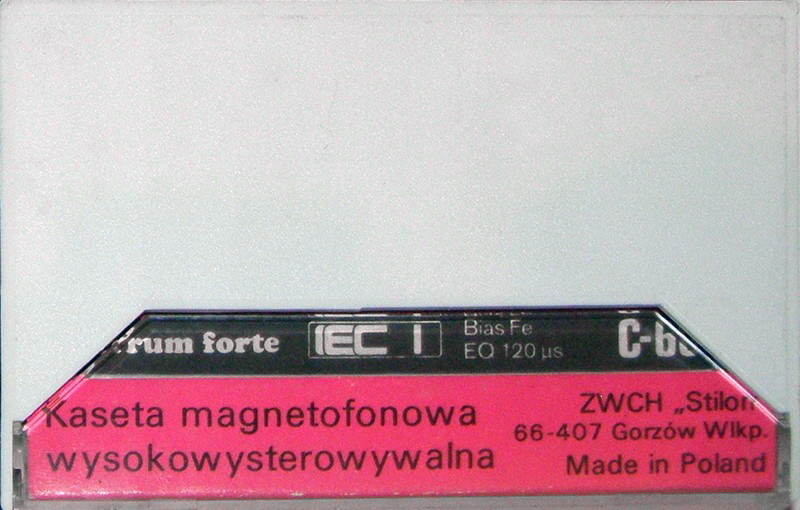 rum forte IEC I Bias Fe
EQ 120 µs
Kaseta magnetofonowa
wysokowysterowywalna
ZWCH „Stilon
66-407 Gorzów Wlkp.
Made in Poland